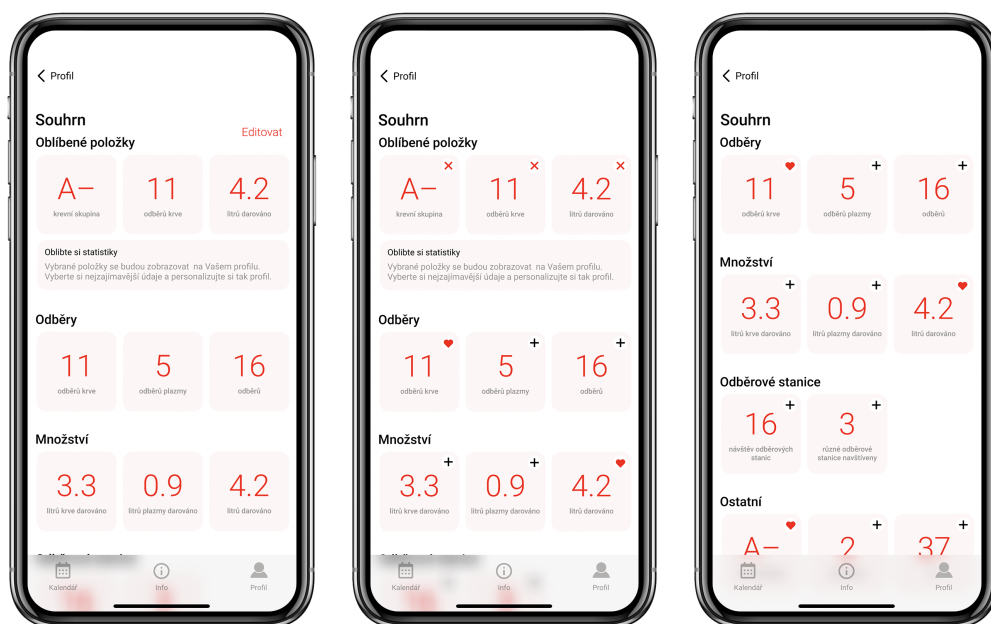 Profil
Souhrn
Oblíbené položky
Editovat
A–
11
4.2
krevní skupina
odběrů krve
litrů darováno
Oblibte si statistiky
Vybrané položky se budou zobrazovat na Vašem profilu.
Vyberte si nejzajímavější údaje a personalizujte si tak profil.
Odběry
11
5
16
odběrů krve
odběrů plazmy
odběrů
Množství
3.3
0.9
4.2
litrů krve darováno
litrů plazmy darováno
litrů darováno
Kalendář
Info
Profil
Profil
Souhrn
Oblíbené položky
A–
11
4.2
krevní skupina
odběrů krve
litrů darováno
Oblibte si statistiky
Vybrané položky se budou zobrazovat na Vašem profilu.
Vyberte si nejzajímavější údaje a personalizujte si tak profil.
Odběry
11
5
16
odběrů krve
odběrů plazmy
odběrů
Množství
3.3
0.9
4.2
litrů krve darováno
litrů plazmy darováno
litrů darováno
Kalendář
Info
Profil
Profil
Souhrn
Odběry
11
5
16
odběrů krve
odběrů plazmy
odběrů
Množství
3.3
0.9
4.2
litrů krve darováno
litrů plazmy darováno
litrů darováno
Odběrové stanice
16
3
návštěv odběrových
stanic
různé odběrové
stanice navštíveny
Ostatní
A–
2
37
Kalendář
Info
Profil